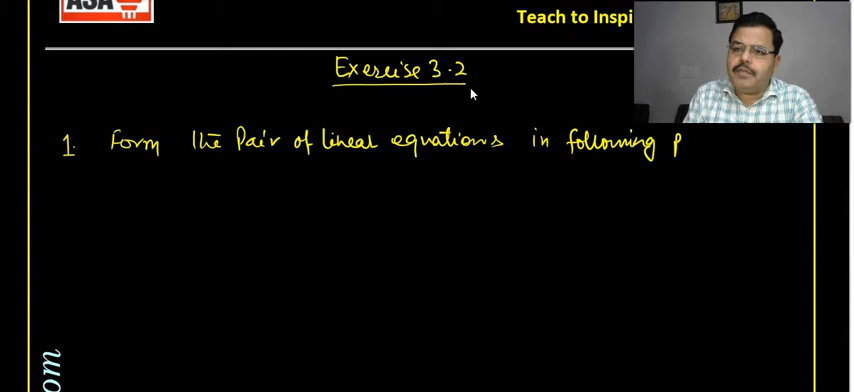 ASA
Teach to Inspi
Exercise 3.2
1. Form the Pair of linear equations in following p
om